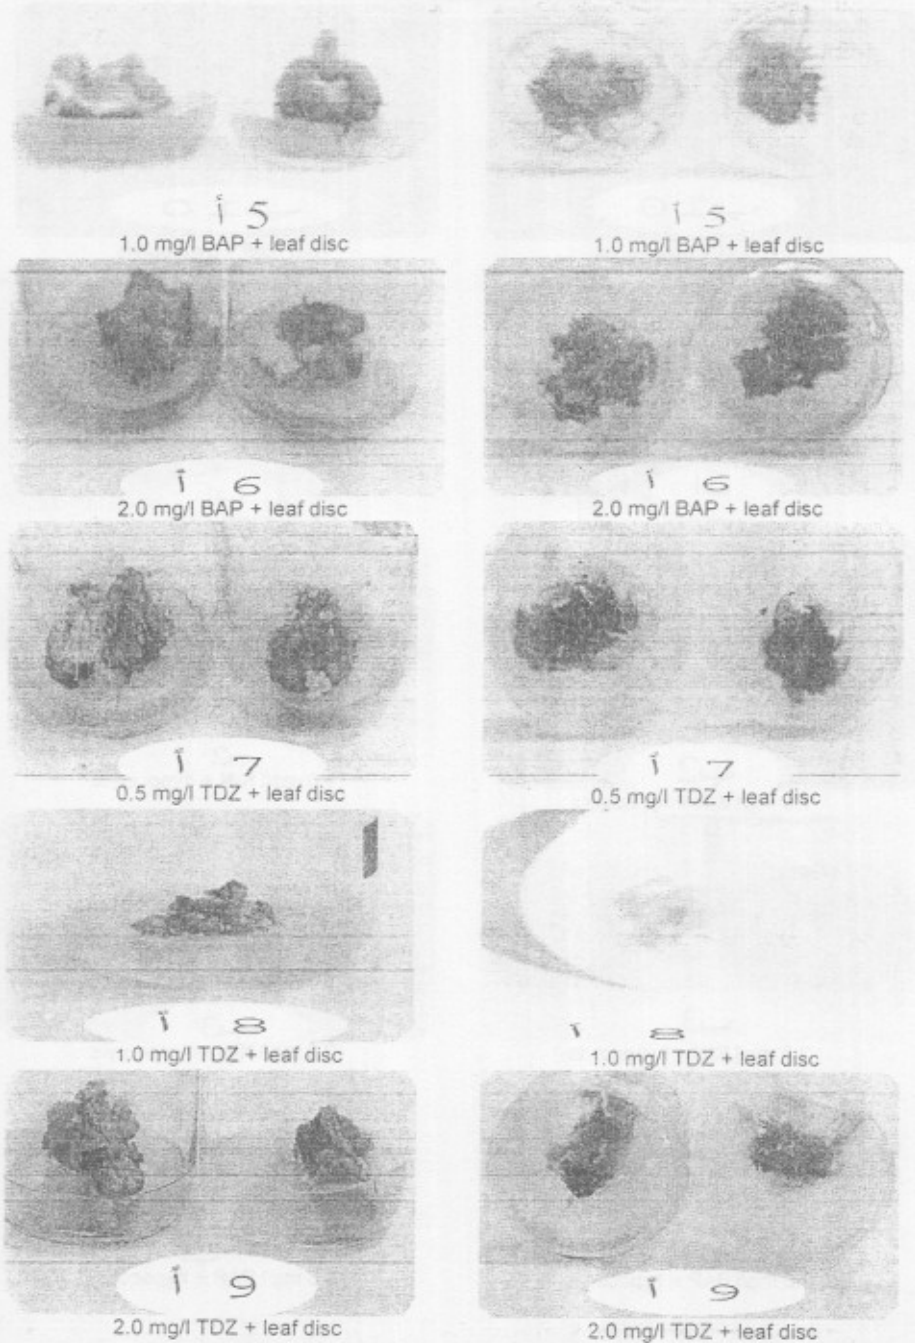 أ 5
أ 5
1.0 mg/l BAP + leaf disc
1.0 mg/l BAP + leaf disc
أ 6
أ 6
2.0 mg/l BAP + leaf disc
2.0 mg/l BAP + leaf disc
أ 7
أ 7
0.5 mg/l TDZ + leaf disc
0.5 mg/l TDZ + leaf disc
أ 8
أ 8
1.0 mg/l TDZ + leaf disc
1.0 mg/l TDZ + leaf disc
أ 9
أ 9
2.0 mg/l TDZ + leaf disc
2.0 mg/l TDZ + leaf disc